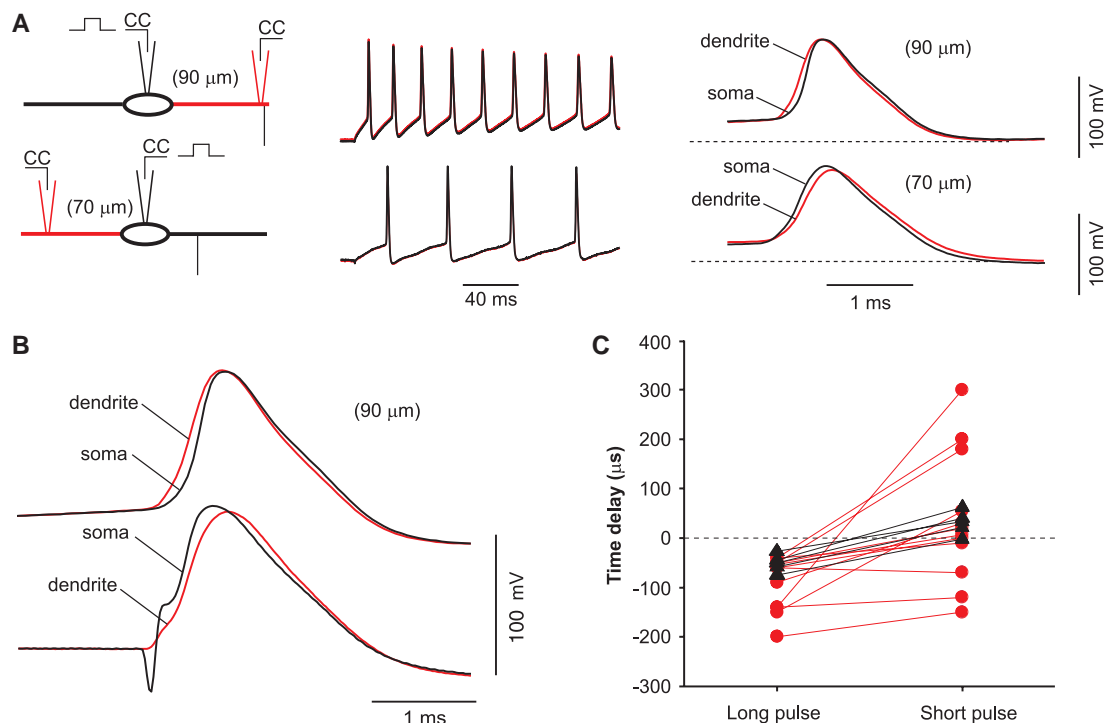 A
CC
CC
(90 μm)
CC
CC
(70 μm)
40 ms
dendrite
(90 μm)
soma
100 mV
soma
(70 μm)
dendrite
100 mV
1 ms
B
dendrite
(90 μm)
soma
soma
dendrite
100 mV
1 ms
C
Time delay (μs)
400
300
200
100
0
-100
-200
-300
Long pulse
Short pulse